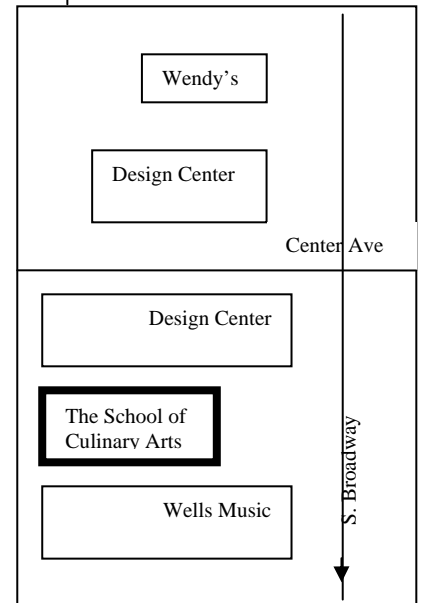 Wendy’s
Design Center
Center Ave
Design Center
The School of
Culinary Arts
S. Broadway
Wells Music